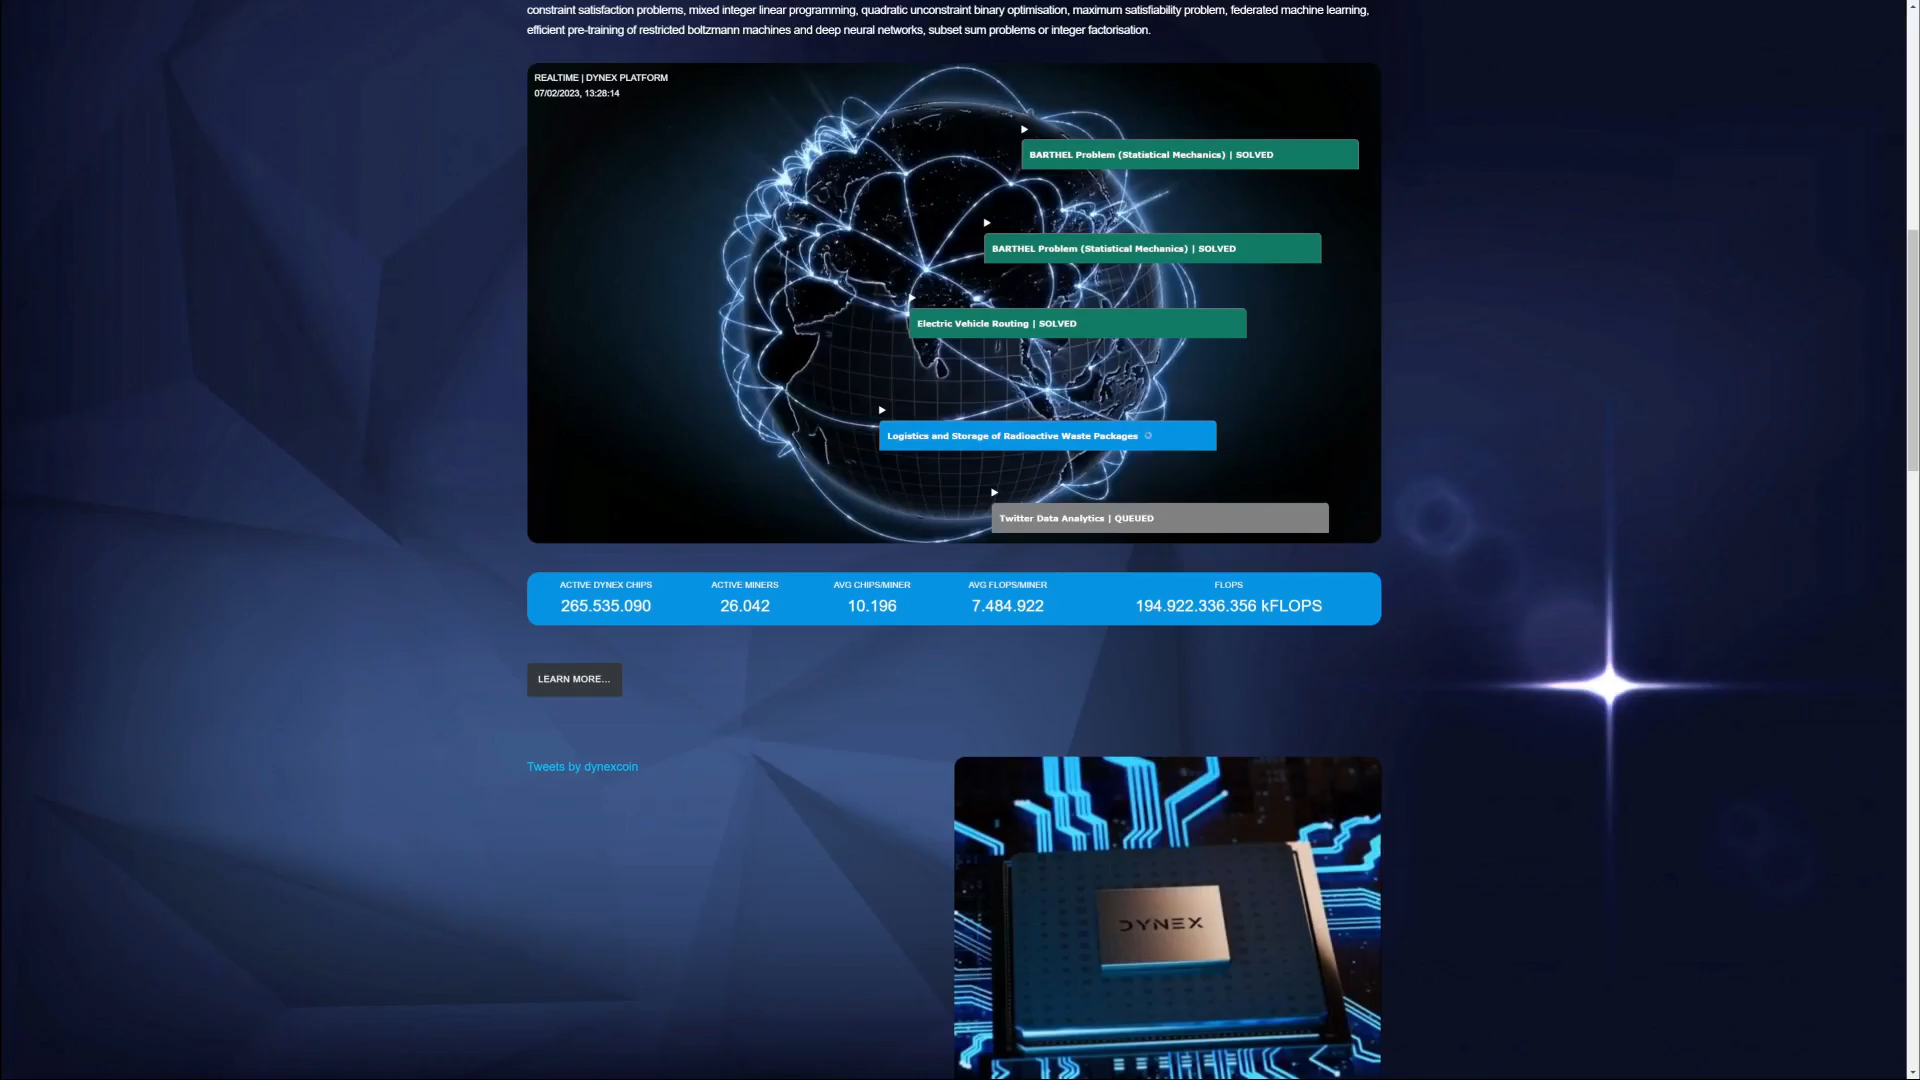 constraint satisfaction problems, mixed integer linear programming, quadratic unconstraint binary optimisation, maximum satisfiability problem, federated machine learning,
efficient pre-training of restricted boltzmann machines and deep neural networks, subset sum problems or integer factorisation.
REALTIME | DYNEX PLATFORM
07/02/2023, 13:28:14
BARTHEL Problem (Statistical Mechanics) | SOLVED
BARTHEL Problem (Statistical Mechanics) | SOLVED
Electric Vehicle Routing | SOLVED
Logistics and Storage of Radioactive Waste Packages
Twitter Data Analytics | QUEUED
ACTIVE DYNEX CHIPS ACTIVE MINERS AVG CHIPS/MINER AVG FLOPS/MINER FLOPS
265.535.090 26.042 10.196 7.484.922 194.922.336.356 kFLOPS
LEARN MORE...
Tweets by dynexcoin
DYNEX